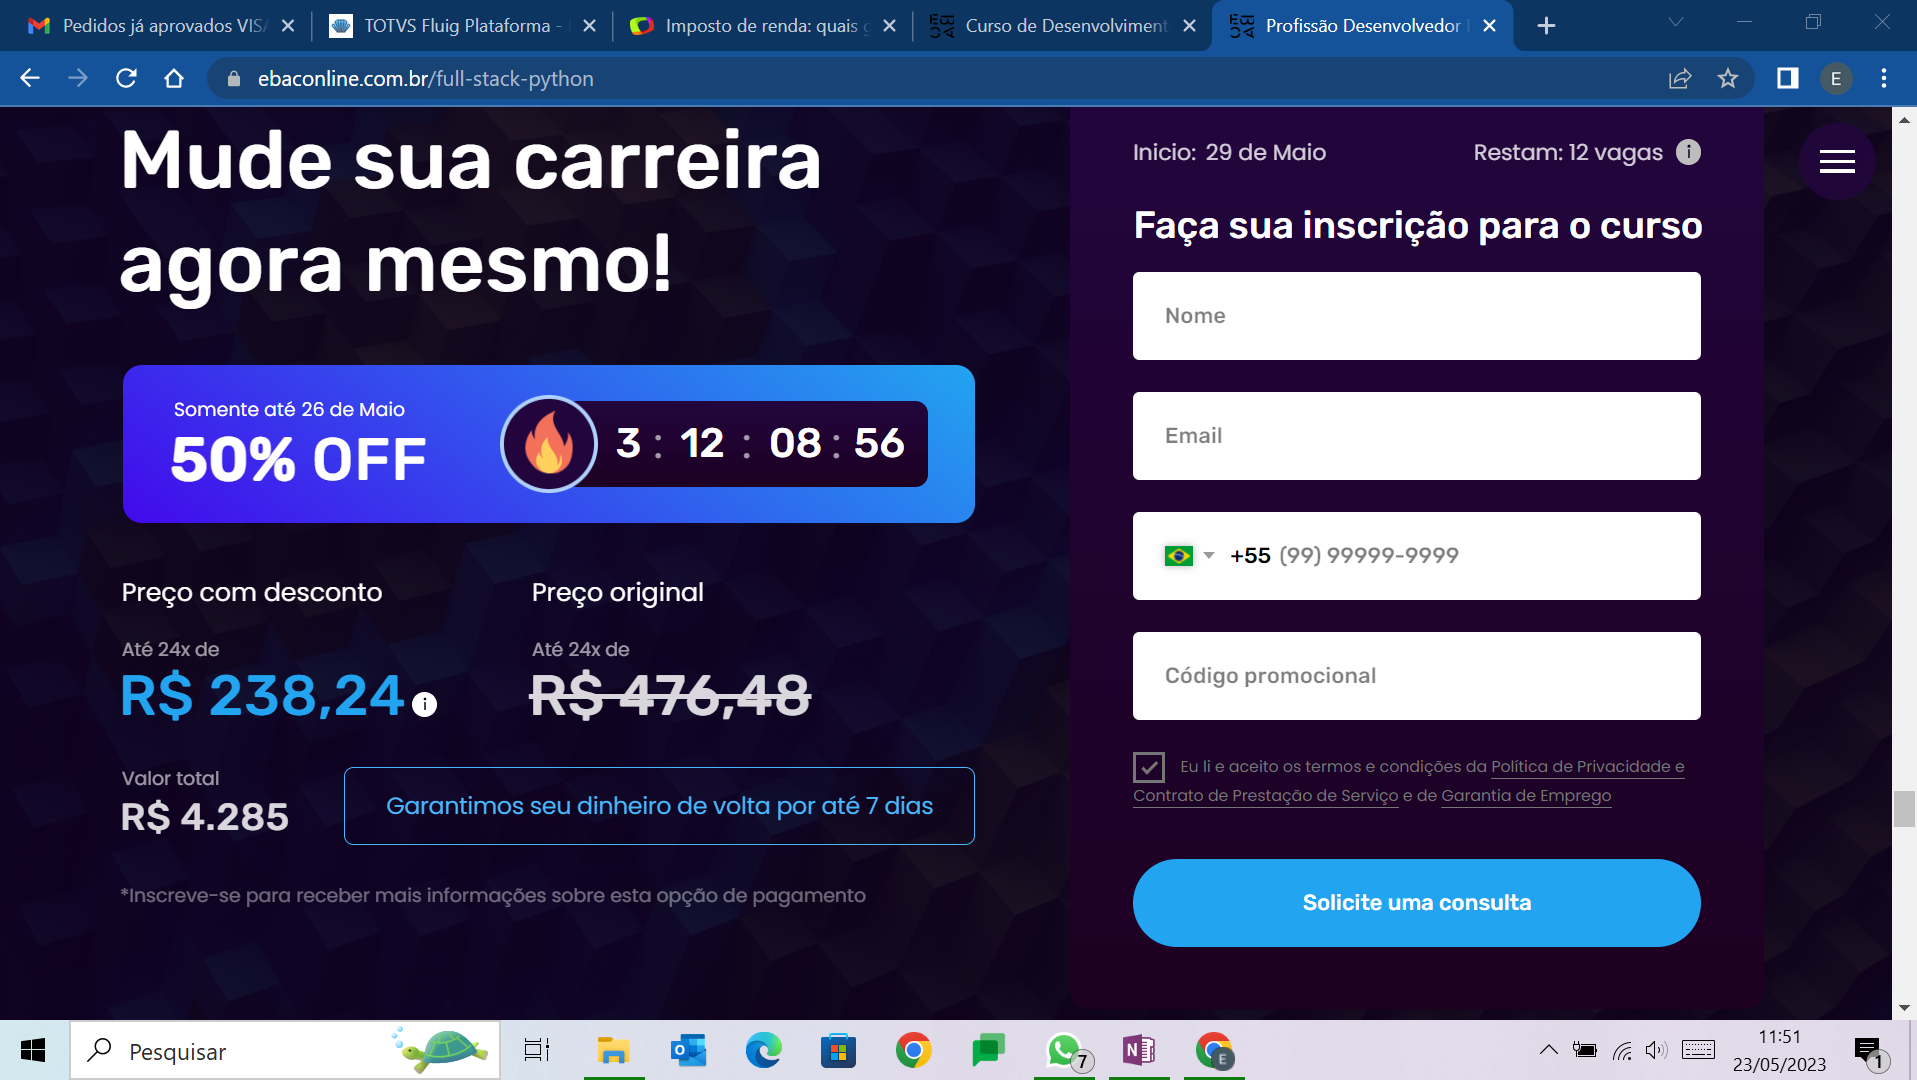 Pedidos já aprovados VISA
TOTVS Fluig Plataforma -
Imposto de renda: quais g
Curso de Desenvolviment
Profissão Desenvolvedor
ebaconline.com.br/full-stack-python
E
Mude sua carreira
agora mesmo!
Somente até 26 de Maio
50% OFF
3 : 12 : 08 : 56
Preço com desconto
Preço original
Até 24x de
Até 24x de
R$ 238,24
i
R$ 476,48
Valor total
R$ 4.285
Garantimos seu dinheiro de volta por até 7 dias
*Inscreve-se para receber mais informações sobre esta opção de pagamento
Inicio: 29 de Maio
Restam: 12 vagas
i
Faça sua inscrição para o curso
Nome
Email
+55 (99) 99999-9999
Código promocional
Eu li e aceito os termos e condições da Política de Privacidade e
Contrato de Prestação de Serviço e de Garantia de Emprego
Solicite uma consulta
Pesquisar
7
N
E
11:51
23/05/2023
1